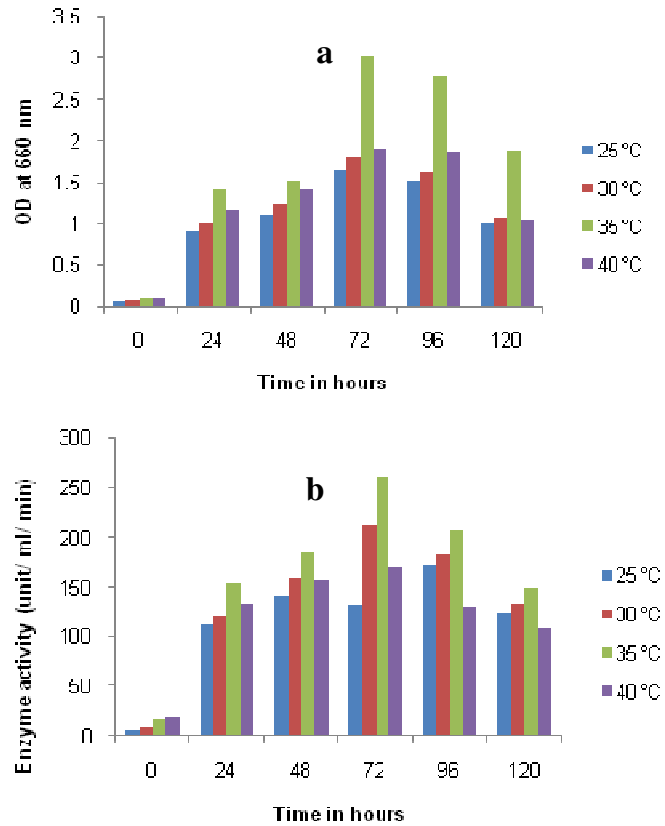 a
3.5
3
2.5
2
1.5
1
0.5
0
OD at 660 nm
25 °C
30 °C
35 °C
40 °C
0 24 48 72 96 120
Time in hours
b
300
250
200
150
100
50
0
Enzyme activity (unit/ ml/ min)
25 °C
30 °C
35 °C
40 °C
0 24 48 72 96 120
Time in hours